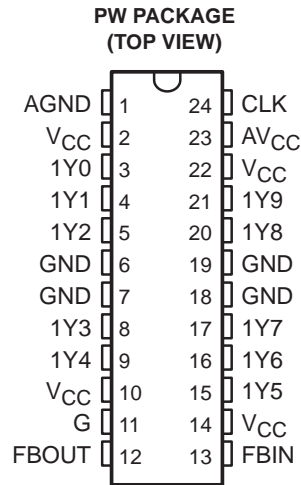 PW PACKAGE
(TOP VIEW)
AGND 1 24 CLK
VCC 2 23 AVCC
1Y0 3 22 VCC
1Y1 4 21 1Y9
1Y2 5 20 1Y8
GND 6 19 GND
GND 7 18 GND
1Y3 8 17 1Y7
1Y4 9 16 1Y6
VCC 10 15 1Y5
G 11 14 VCC
FBOUT 12 13 FBIN